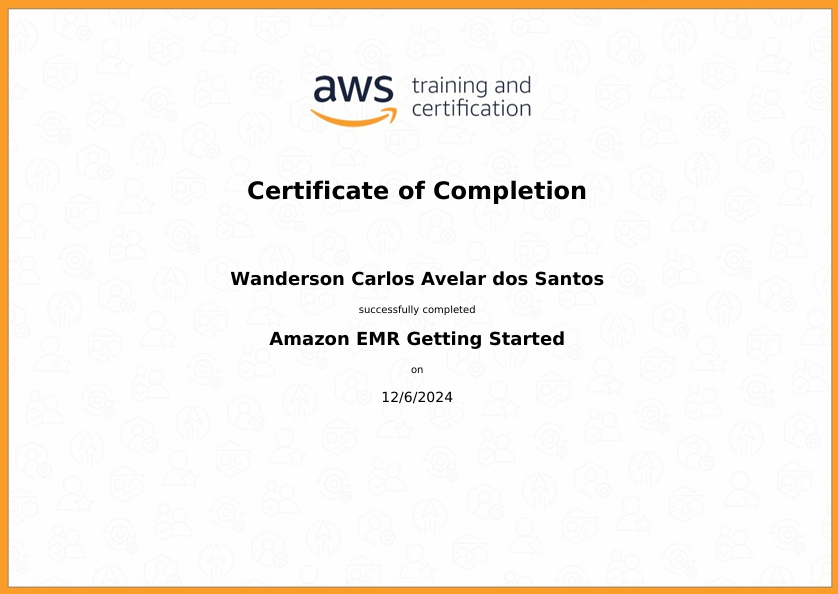 aws training and
certification
Certificate of Completion
Wanderson Carlos Avelar dos Santos
successfully completed
Amazon EMR Getting Started
on
12/6/2024